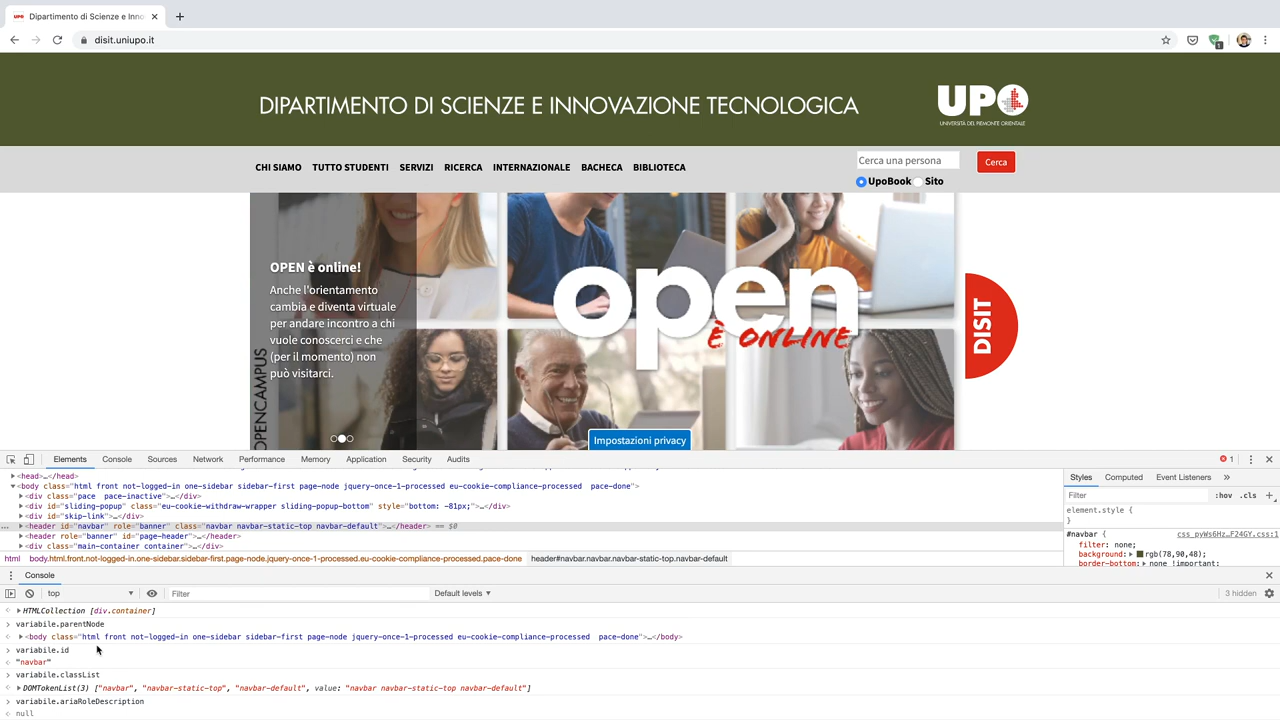 Dipartimento di Scienze e Inno
disit.uniupo.it
1
DIPARTIMENTO DI SCIENZE E INNOVAZIONE TECNOLOGICA
UPO
UNIVERSITÀ DEL PIEMONTE ORIENTALE
CHI SIAMO TUTTO STUDENTI SERVIZI RICERCA INTERNAZIONALE BACHECA BIBLIOTECA
Cerca una persona
Cerca
UpoBook Sito
OPEN è online!
Anche l'orientamento
cambia e diventa virtuale
per andare incontro a chi
vuole conoscerci e che
(per il momento) non
può visitarci.
OPENCAMPUS
open
È ONLINE
DISIT
Impostazioni privacy
Elements Console Sources Network Performance Memory Application Security Audits
1
<head>…</head>
<body class="html front not-logged-in one-sidebar sidebar-first page-node jquery-once-1-processed eu-cookie-compliance-processed  pace-done">
<div class="pace  pace-inactive">…</div>
<div id="sliding-popup" class="eu-cookie-withdraw-wrapper sliding-popup-bottom" style="bottom: -81px;">…</div>
<div id="skip-link">…</div>
<header id="navbar" role="banner" class="navbar navbar-static-top navbar-default">…</header> == $0
<header role="banner" id="page-header">…</header>
<div class="main-container container">…</div>
html body.html.front.not-logged-in.one-sidebar.sidebar-first.page-node.jquery-once-1-processed.eu-cookie-compliance-processed.pace-done header#navbar.navbar.navbar-static-top.navbar-default
Styles Computed Event Listeners »
Filter :hov .cls +
element.style {
}
#navbar { css_pyWs6Hz…F24GY.css:1
filter: none;
background: rgb(78,90,48);
border-bottom: none !important;
Console
top Filter Default levels 3 hidden
HTMLCollection [div.container]
variabile.parentNode
<body class="html front not-logged-in one-sidebar sidebar-first page-node jquery-once-1-processed eu-cookie-compliance-processed  pace-done">…</body>
variabile.id
"navbar"
variabile.classList
DOMTokenList(3) ["navbar", "navbar-static-top", "navbar-default", value: "navbar navbar-static-top navbar-default"]
variabile.ariaRoleDescription
null